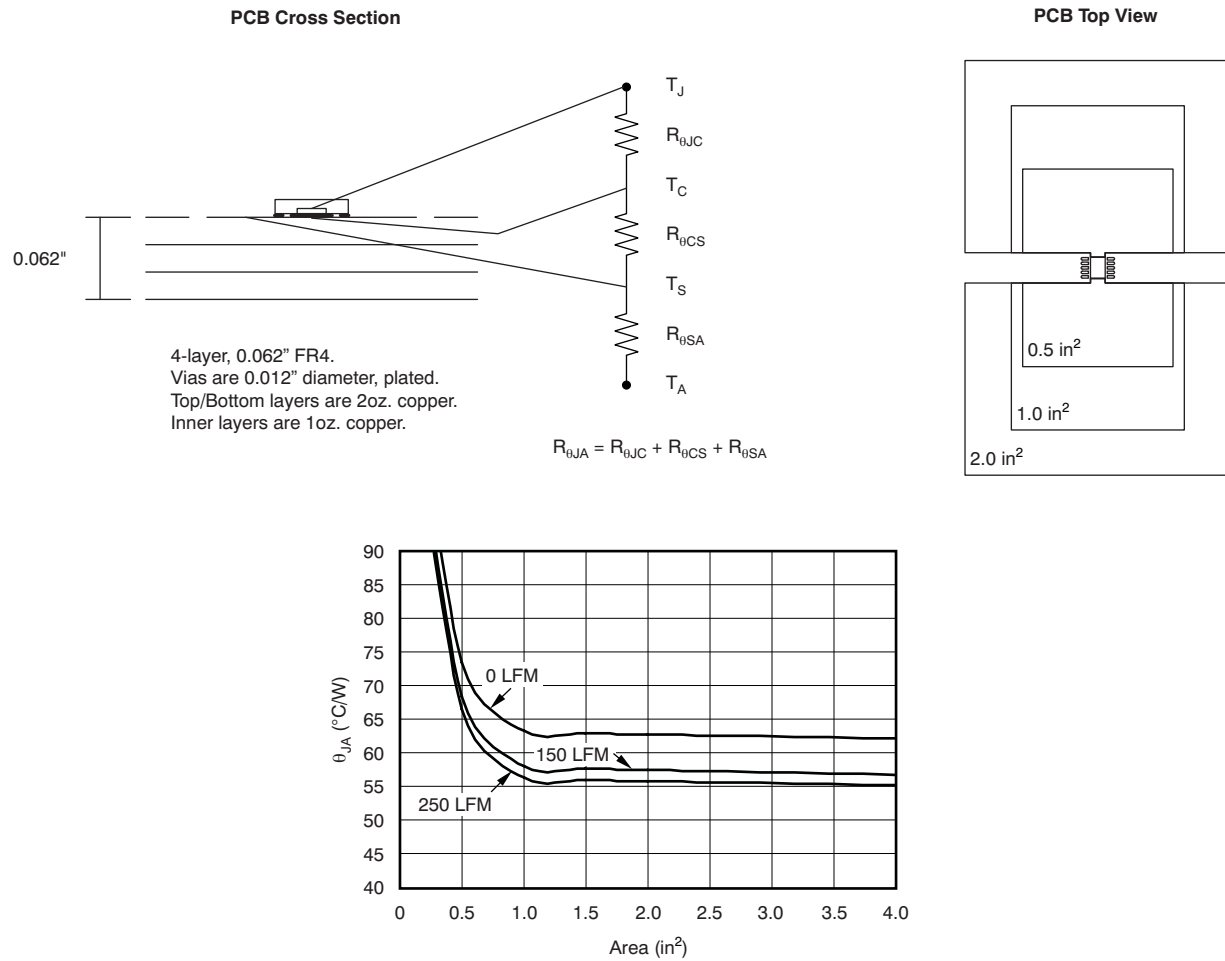 PCB Cross Section
PCB Top View
T_J
R_θJC
T_C
R_θCS
T_S
R_θSA
T_A
0.062"
4-layer, 0.062” FR4.
Vias are 0.012” diameter, plated.
Top/Bottom layers are 2oz. copper.
Inner layers are 1oz. copper.
R_θJA = R_θJC + R_θCS + R_θSA
0.5 in²
1.0 in²
2.0 in²
90
85
80
75
70
65
60
55
50
45
40
θ_JA (°C/W)
0 LFM
150 LFM
250 LFM
0 0.5 1.0 1.5 2.0 2.5 3.0 3.5 4.0
Area (in²)